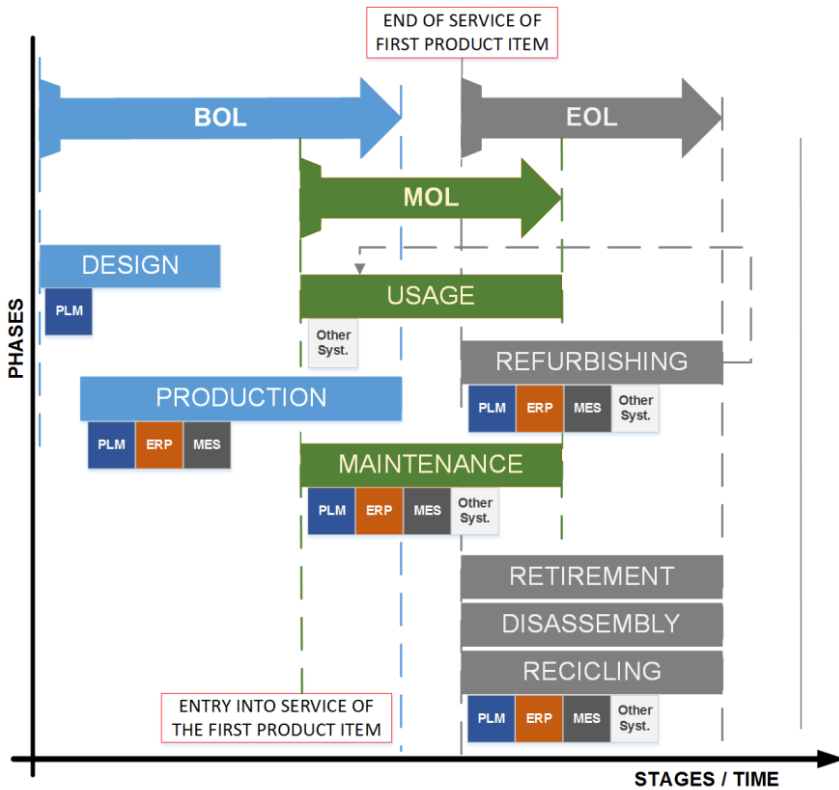 END OF SERVICE OF
FIRST PRODUCT ITEM
BOL
EOL
MOL
DESIGN
PLM
USAGE
Other
Syst.
REFURBISHING
PLM
ERP
MES
Other
Syst.
PRODUCTION
PLM
ERP
MES
MAINTENANCE
PLM
ERP
MES
Other
Syst.
RETIREMENT
DISASSEMBLY
RECICLING
PLM
ERP
MES
Other
Syst.
ENTRY INTO SERVICE OF
THE FIRST PRODUCT ITEM
PHASES
STAGES / TIME